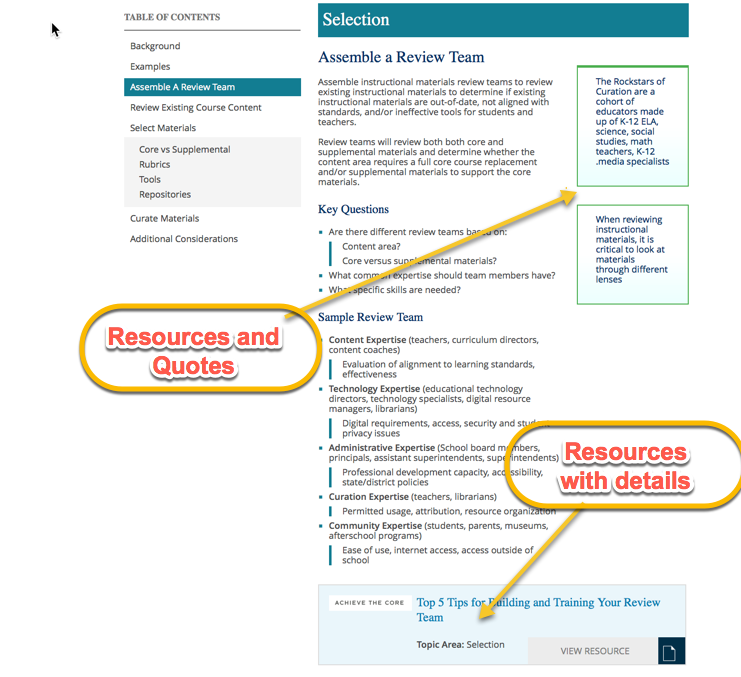 TABLE OF CONTENTS
Background
Examples
Assemble A Review Team
Review Existing Course Content
Select Materials
Core vs Supplemental
Rubrics
Tools
Repositories
Curate Materials
Additional Considerations
Selection
Assemble a Review Team
Assemble instructional materials review teams to review
existing instructional materials to determine if existing
instructional materials are out-of-date, not aligned with
standards, and/or ineffective tools for students and
teachers.
Review teams will review both both core and
supplemental materials and determine whether the
content area requires a full core course replacement
and/or supplemental materials to support the core
materials.
Key Questions
Are there different review teams based on:
Content area?
Core versus supplemental materials?
What common expertise should team members have?
What specific skills are needed?
Sample Review Team
Content Expertise (teachers, curriculum directors,
content coaches)
Evaluation of alignment to learning standards,
effectiveness
Technology Expertise (educational technology
directors, technology specialists, digital resource
managers, librarians)
Digital requirements, access, security and student
privacy issues
Administrative Expertise (School board members,
principals, assistant superintendents, superintendents)
Professional development capacity, accessibility,
state/district policies
Curation Expertise (teachers, librarians)
Permitted usage, attribution, resource organization
Community Expertise (students, parents, museums,
afterschool programs)
Ease of use, internet access, access outside of
school
The Rockstars of
Curation are a
cohort of
educators made
up of K-12 ELA,
science, social
studies, math
teachers, K-12
.media specialists
When reviewing
instructional
materials, it is
critical to look at
materials
through different
lenses
Resources and
Quotes
Resources
with details
ACHIEVE THE CORE
Top 5 Tips for Building and Training Your Review
Team
Topic Area: Selection
VIEW RESOURCE